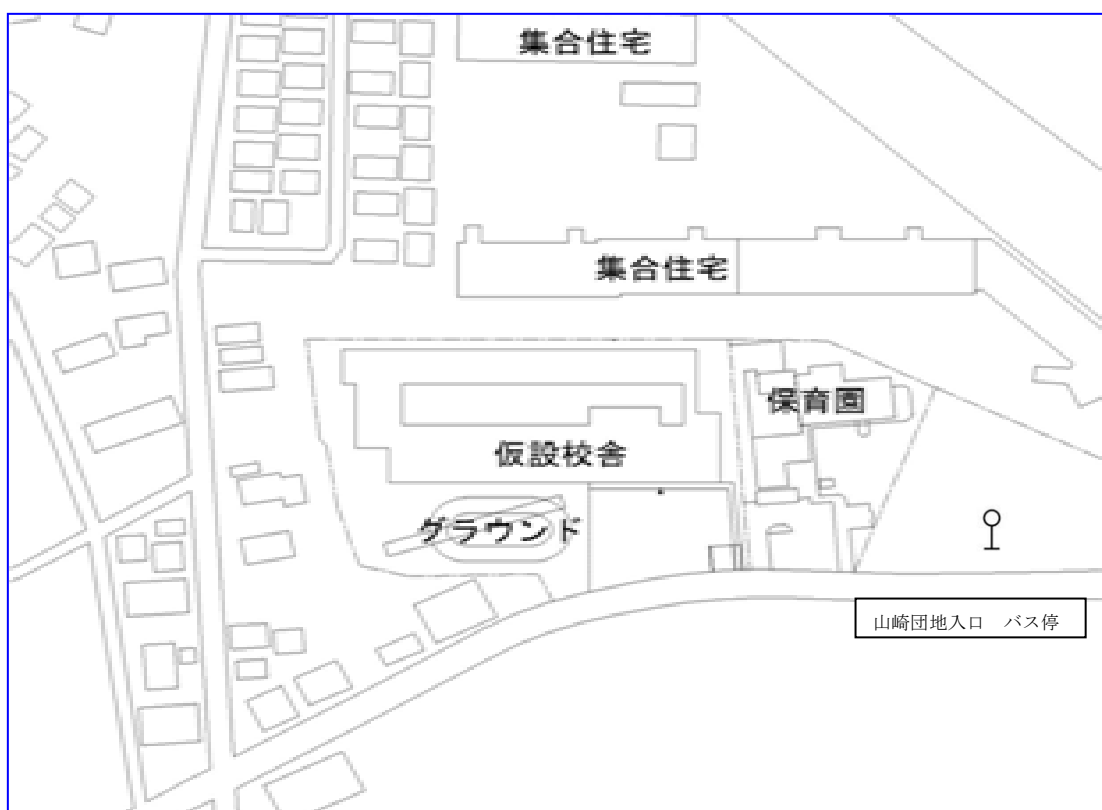 集合住宅
集合住宅
保育園
仮設校舎
グラウンド
山崎団地入口　バス停